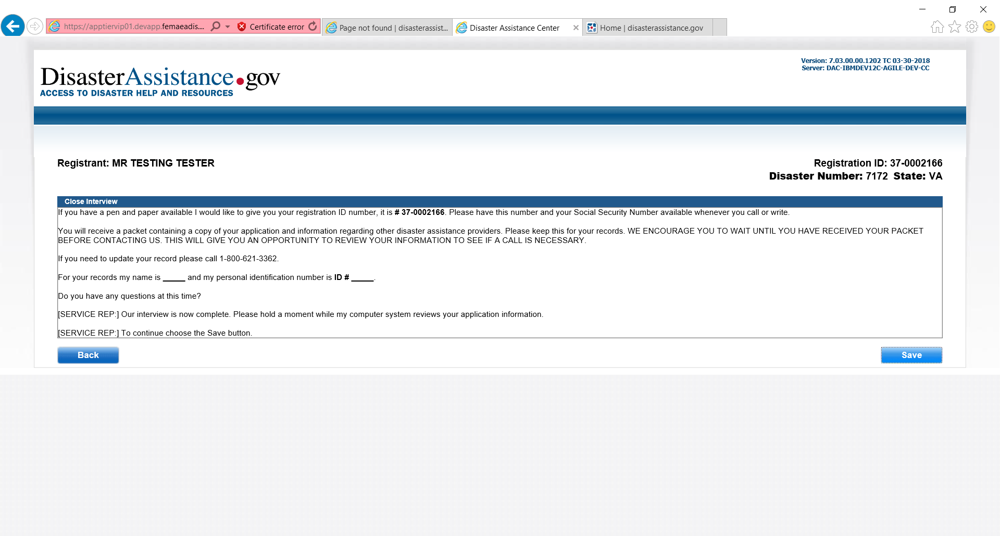 https://apptiervip01.devapp.femaeadis.... Certificate error Page not found | disasterassist... Disaster Assistance Center Home | disasterassistance.gov
Version: 7.03.00.00.1202 TC 03-30-2018
Server: DAC-IBMDEV12C-AGILE-DEV-CC
DisasterAssistance.gov
ACCESS TO DISASTER HELP AND RESOURCES
Registrant: MR TESTING TESTER
Registration ID: 37-0002166
Disaster Number: 7172 State: VA
Close Interview
If you have a pen and paper available I would like to give you your registration ID number, it is # 37-0002166. Please have this number and your Social Security Number available whenever you call or write.
You will receive a packet containing a copy of your application and information regarding other disaster assistance providers. Please keep this for your records. WE ENCOURAGE YOU TO WAIT UNTIL YOU HAVE RECEIVED YOUR PACKET
BEFORE CONTACTING US. THIS WILL GIVE YOU AN OPPORTUNITY TO REVIEW YOUR INFORMATION TO SEE IF A CALL IS NECESSARY.
If you need to update your record please call 1-800-621-3362.
For your records my name is _____ and my personal identification number is ID # _____.
Do you have any questions at this time?
[SERVICE REP:] Our interview is now complete. Please hold a moment while my computer system reviews your application information.
[SERVICE REP:] To continue choose the Save button.
Back
Save